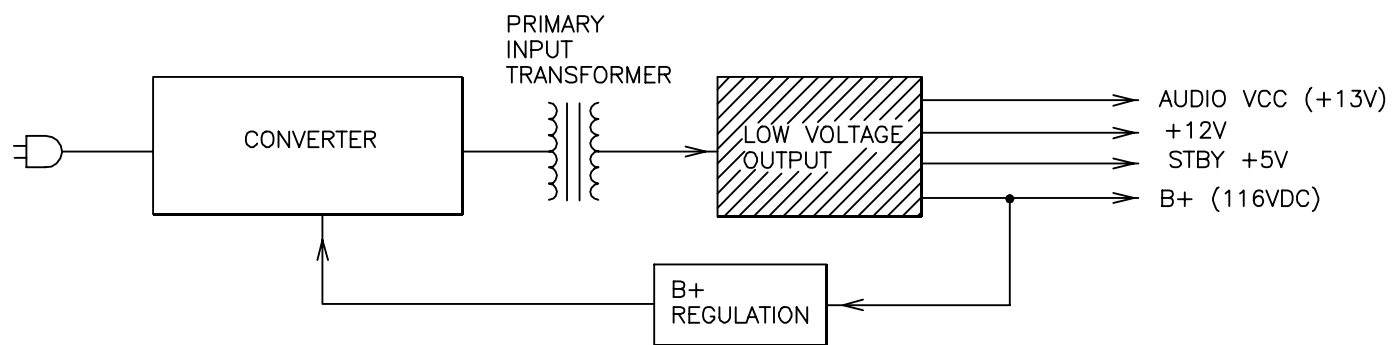 PRIMARY
INPUT
TRANSFORMER
CONVERTER
LOW VOLTAGE
OUTPUT
AUDIO VCC (+13V)
+12V
STBY +5V
B+ (116VDC)
B+
REGULATION